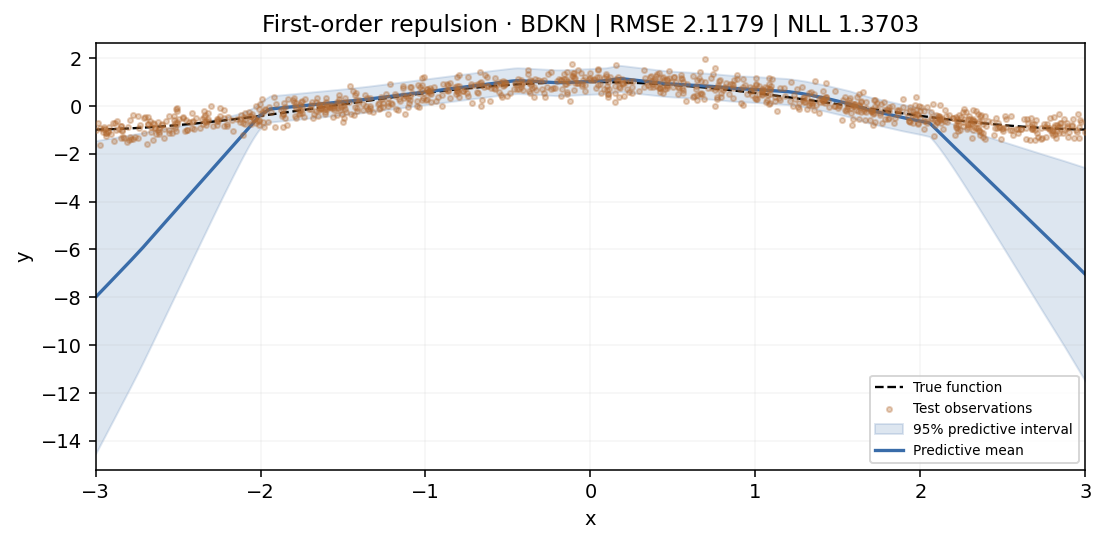 First-order repulsion · BDKN | RMSE 2.1179 | NLL 1.3703
y
2
0
−2
−4
−6
−8
−10
−12
−14
True function
Test observations
95% predictive interval
Predictive mean
−3 −2 −1 0 1 2 3
x